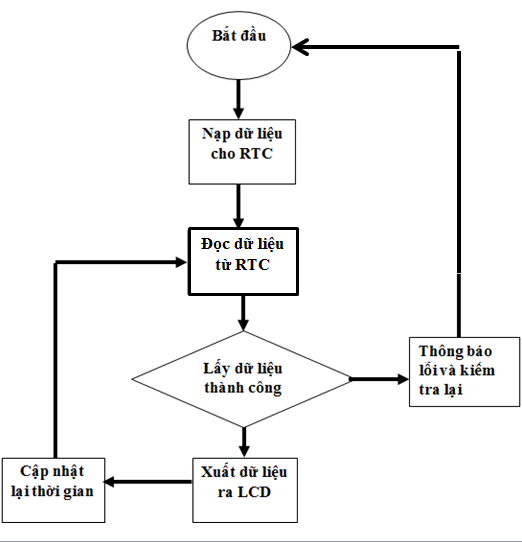 Bắt đầu
Nạp dữ liệu
cho RTC
Đọc dữ liệu
từ RTC
Lấy dữ liệu
thành công
Thông báo
lỗi và kiếm
tra lại
Xuất dữ liệu
ra LCD
Cập nhật
lại thời gian